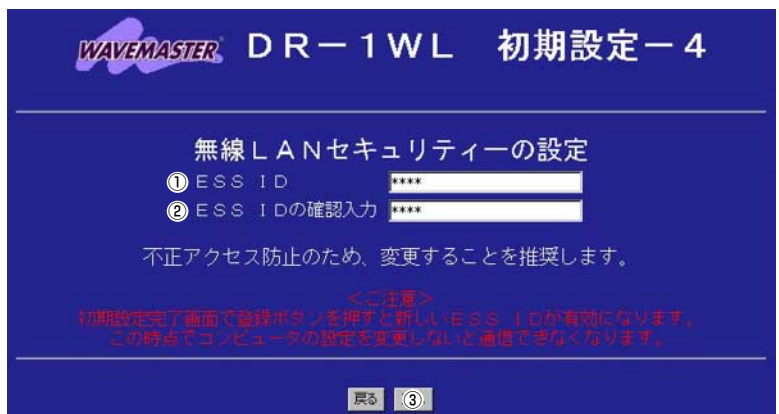 WAVEMASTER DR－1WL 初期設定－4
無線LANセキュリティーの設定
① ESS ID ****
② ESS IDの確認入力 ****
不正アクセス防止のため、変更することを推奨します。
＜ご注意＞
初期設定完了画面で登録ボタンを押すと新しいESS IDが有効になります。
この時点でコンピュータの設定を変更しないと通信できなくなります。
戻る ③